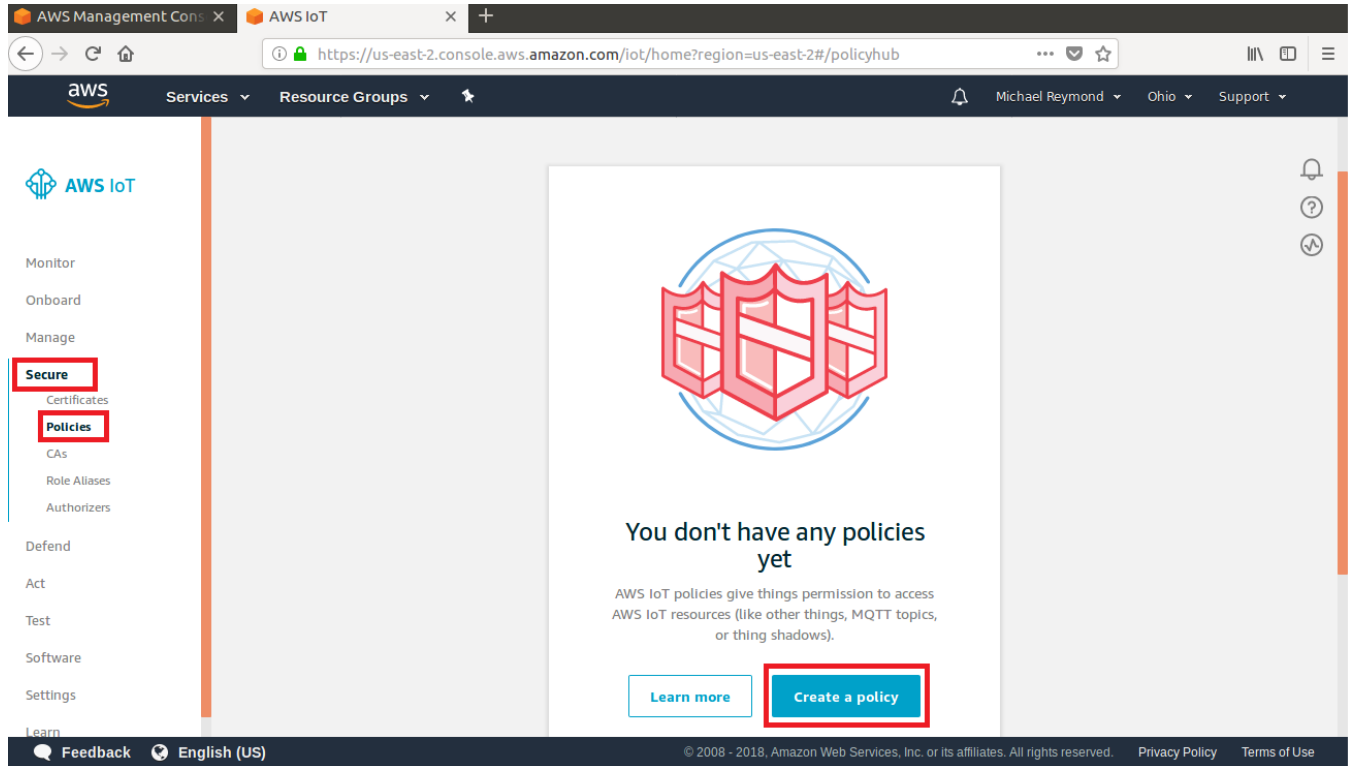 AWS Management Cons
AWS IoT
https://us-east-2.console.aws.amazon.com/iot/home?region=us-east-2#/policyhub
aws
Services
Resource Groups
Michael Reymond
Ohio
Support
AWS IoT
Monitor
Onboard
Manage
Secure
Certificates
Policies
CAs
Role Aliases
Authorizers
Defend
Act
Test
Software
Settings
Learn
You don't have any policies
yet
AWS IoT policies give things permission to access
AWS IoT resources (like other things, MQTT topics,
or thing shadows).
Learn more
Create a policy
Feedback
English (US)
© 2008 - 2018, Amazon Web Services, Inc. or its affiliates. All rights reserved.
Privacy Policy
Terms of Use